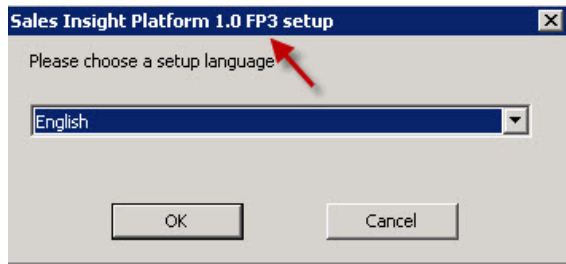 Sales Insight Platform 1.0 FP3 setup
Please choose a setup language
English
OK
Cancel